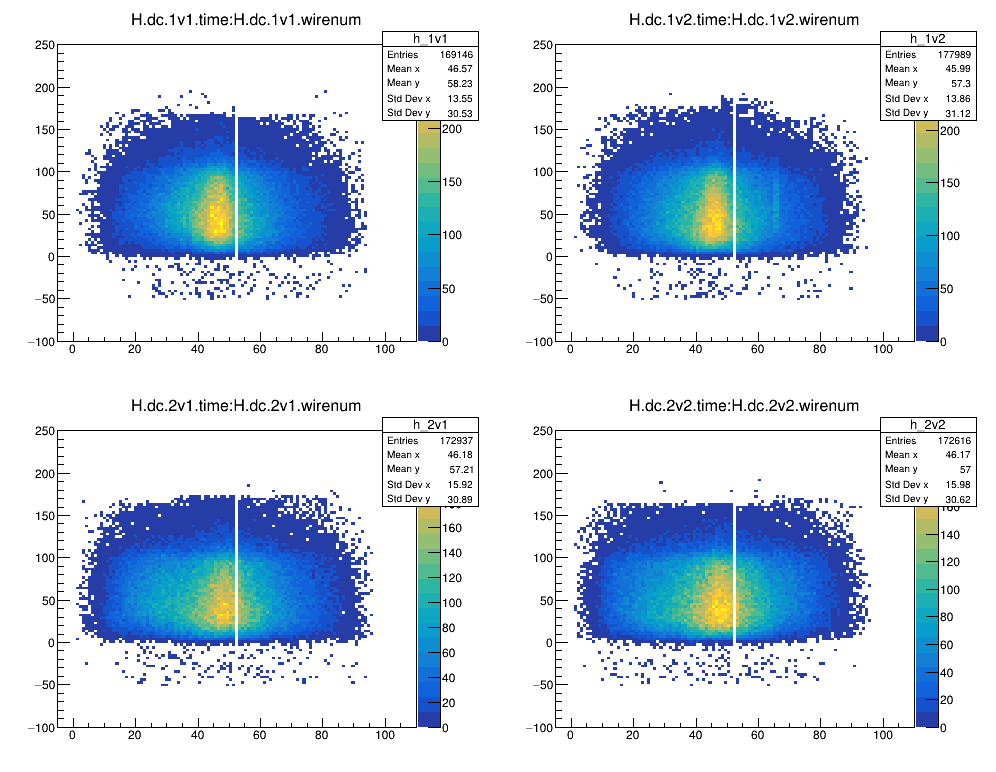 H.dc.1v1.time:H.dc.1v1.wirenum
h_1v1
Entries 169146
Mean x 46.57
Mean y 58.23
Std Dev x 13.55
Std Dev y 30.53
250
200
150
100
50
0
−50
−100
0 20 40 60 80 100
200
150
100
50
0
H.dc.1v2.time:H.dc.1v2.wirenum
h_1v2
Entries 177989
Mean x 45.99
Mean y 57.3
Std Dev x 13.86
Std Dev y 31.12
250
200
150
100
50
0
−50
−100
0 20 40 60 80 100
200
150
100
50
0
H.dc.2v1.time:H.dc.2v1.wirenum
h_2v1
Entries 172937
Mean x 46.18
Mean y 57.21
Std Dev x 15.92
Std Dev y 30.89
250
200
150
100
50
0
−50
−100
0 20 40 60 80 100
160
140
120
100
80
60
40
20
0
H.dc.2v2.time:H.dc.2v2.wirenum
h_2v2
Entries 172616
Mean x 46.17
Mean y 57
Std Dev x 15.98
Std Dev y 30.62
250
200
150
100
50
0
−50
−100
0 20 40 60 80 100
160
140
120
100
80
60
40
20
0